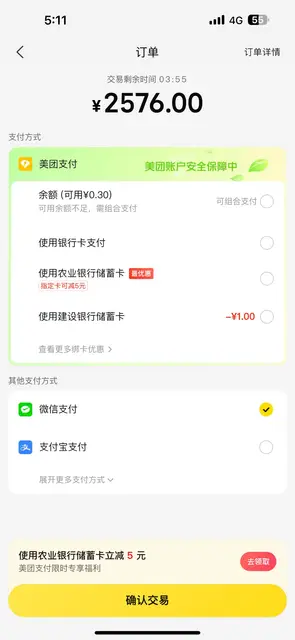 5:11
4G
55
订单
订单详情
交易剩余时间 03:55
¥2576.00
支付方式
美团支付
美团账户安全保障中
余额 (可用¥0.30)
可用余额不足，需组合支付
可组合支付
使用银行卡支付
使用农业银行储蓄卡
指定卡可减5元
使用建设银行储蓄卡
-¥1.00
查看更多绑卡优惠 >
其他支付方式
微信支付
支付宝支付
展开更多支付方式
使用农业银行储蓄卡立减 5 元
美团支付限时专享福利
去领取
确认交易